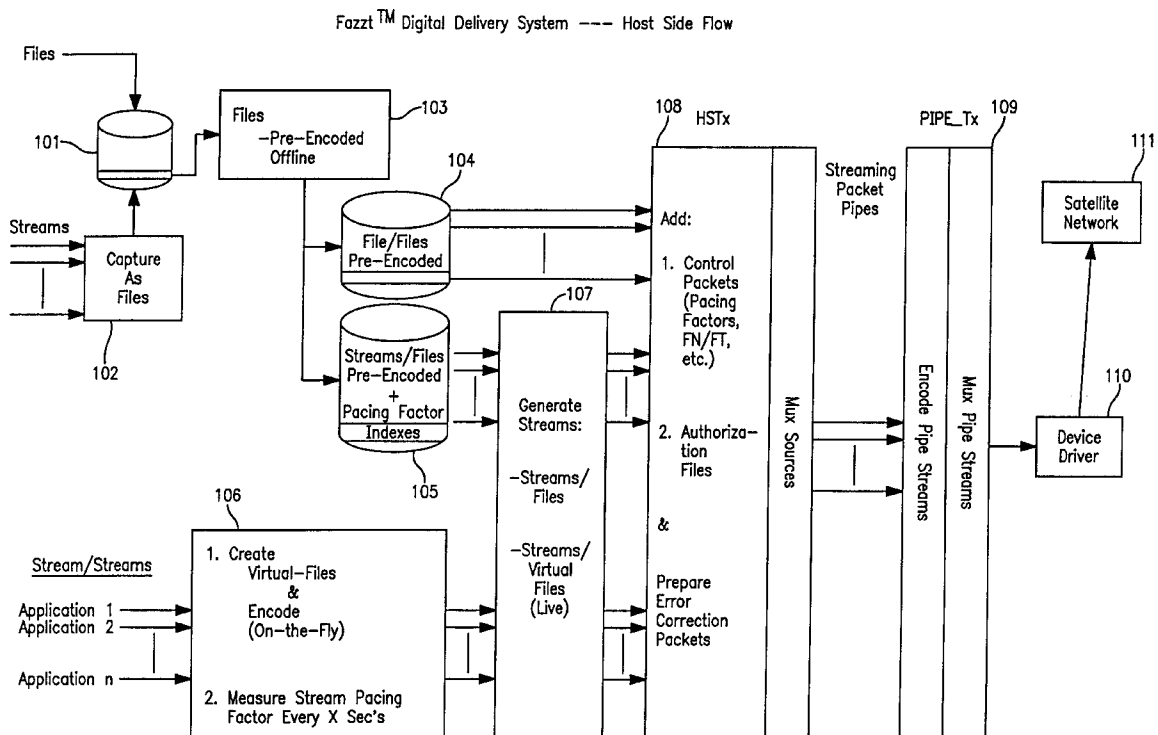 Fazzt™ Digital Delivery System --- Host Side Flow
Files
101
Files
-Pre-Encoded
Offline
103
Streams
Capture
As
Files
102
104
File/Files
Pre-Encoded
Streams/Files
Pre-Encoded
+
Pacing Factor
Indexes
105
106
Stream/Streams
Application 1
Application 2
Application n
1. Create
Virtual-Files
&
Encode
(On-the-Fly)
2. Measure Stream Pacing
Factor Every X Sec's
107
Generate
Streams:
-Streams/
Files
-Streams/
Virtual
Files
(Live)
108
HSTx
Add:
1. Control
Packets
(Pacing
Factors,
FN/FT,
etc.)
2. Authoriza-
tion
Files
&
Prepare
Error
Correction
Packets
Mux Sources
Streaming
Packet
Pipes
PIPE_Tx
109
Encode Pipe Streams
Mux Pipe Streams
111
Satellite
Network
110
Device
Driver